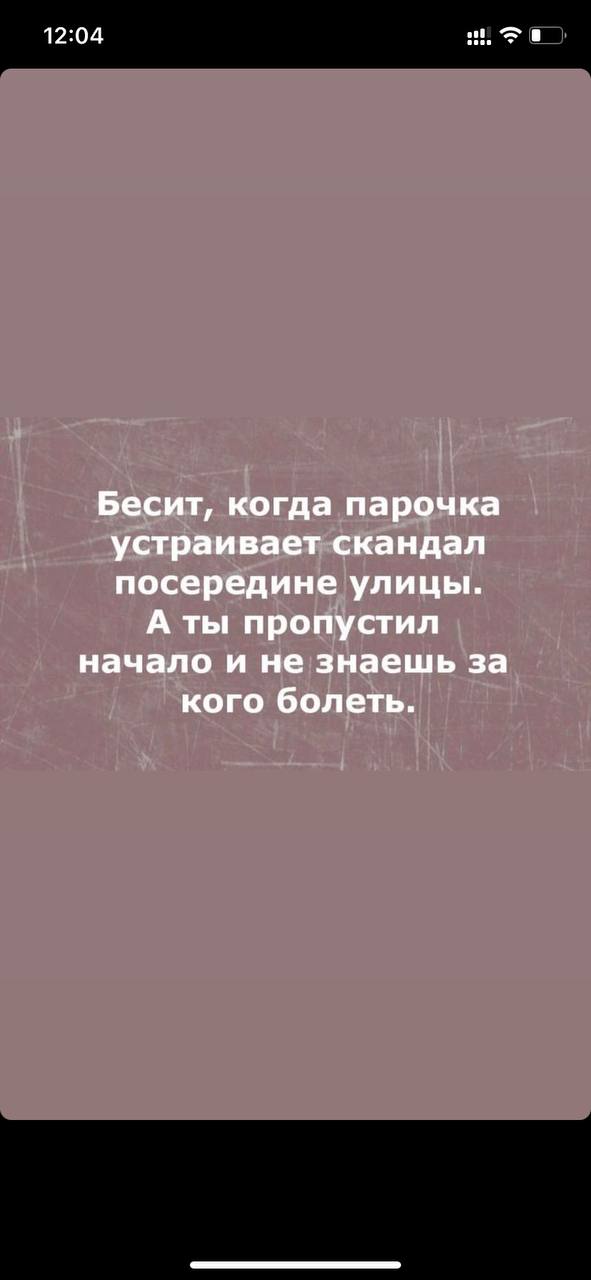 12:04
Бесит, когда парочка
устраивает скандал
посередине улицы.
А ты пропустил
начало и не знаешь за
кого болеть.